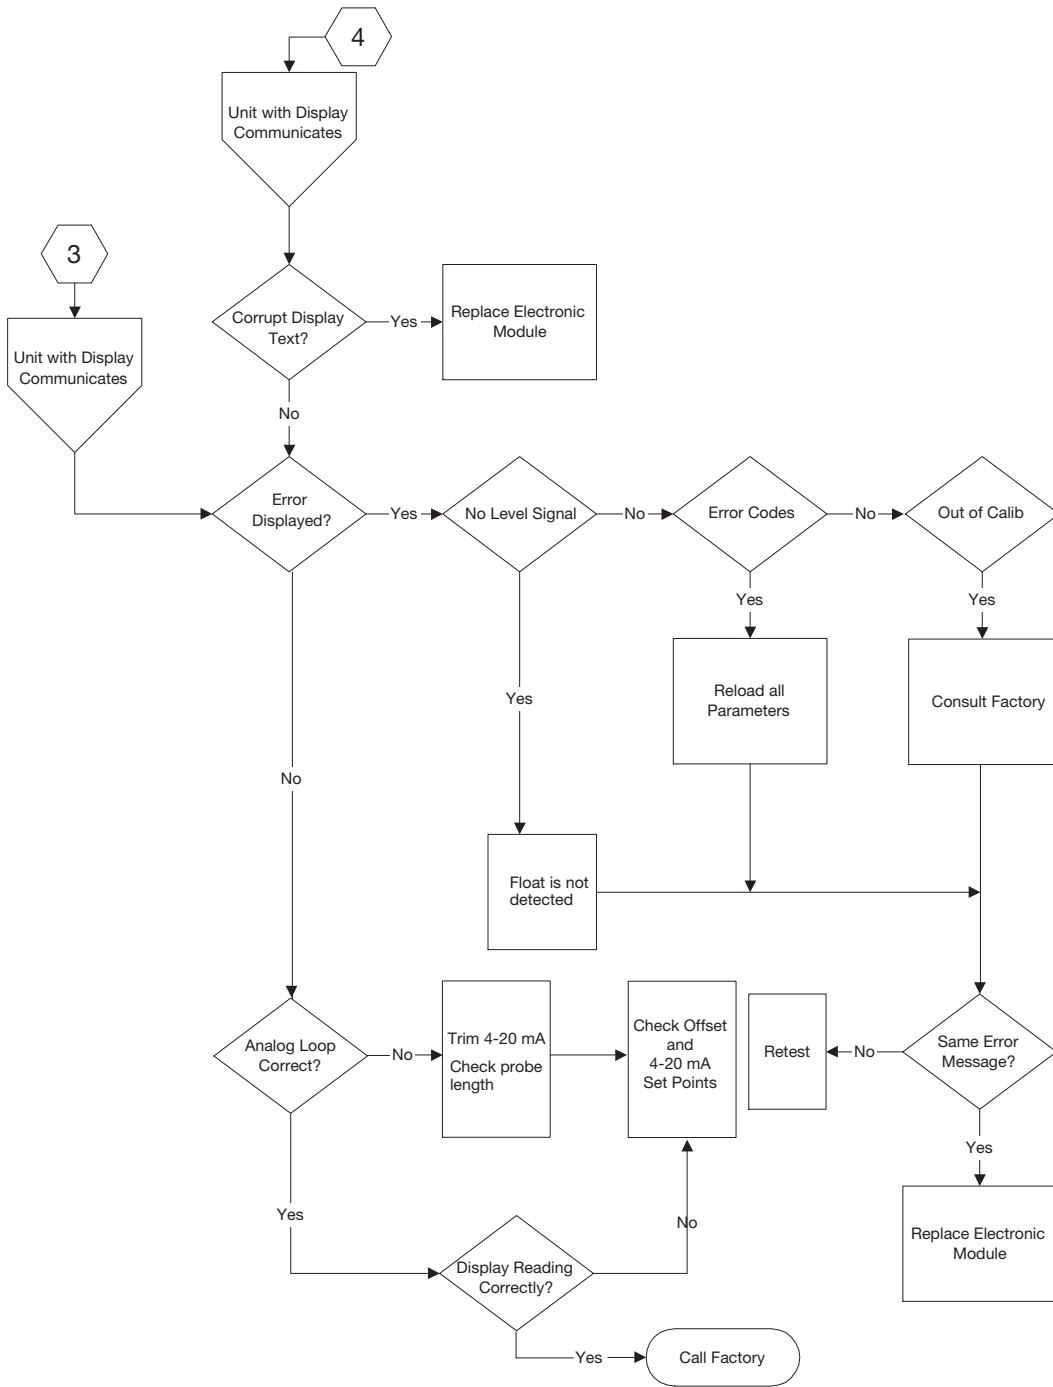 4
Unit with Display
Communicates
3
Corrupt Display
Text?
Yes
Replace Electronic
Module
Unit with Display
Communicates
No
Error
Displayed?
Yes
No Level Signal
No
Error Codes
No
Out of Calib
Yes
Yes
Yes
Reload all
Parameters
Consult Factory
No
Float is not
detected
Analog Loop
Correct?
No
Trim 4-20 mA
Check probe
length
Check Offset
and
4-20 mA
Set Points
Retest
No
Same Error
Message?
Yes
Yes
No
Replace Electronic
Module
Display Reading
Correctly?
Yes
Call Factory